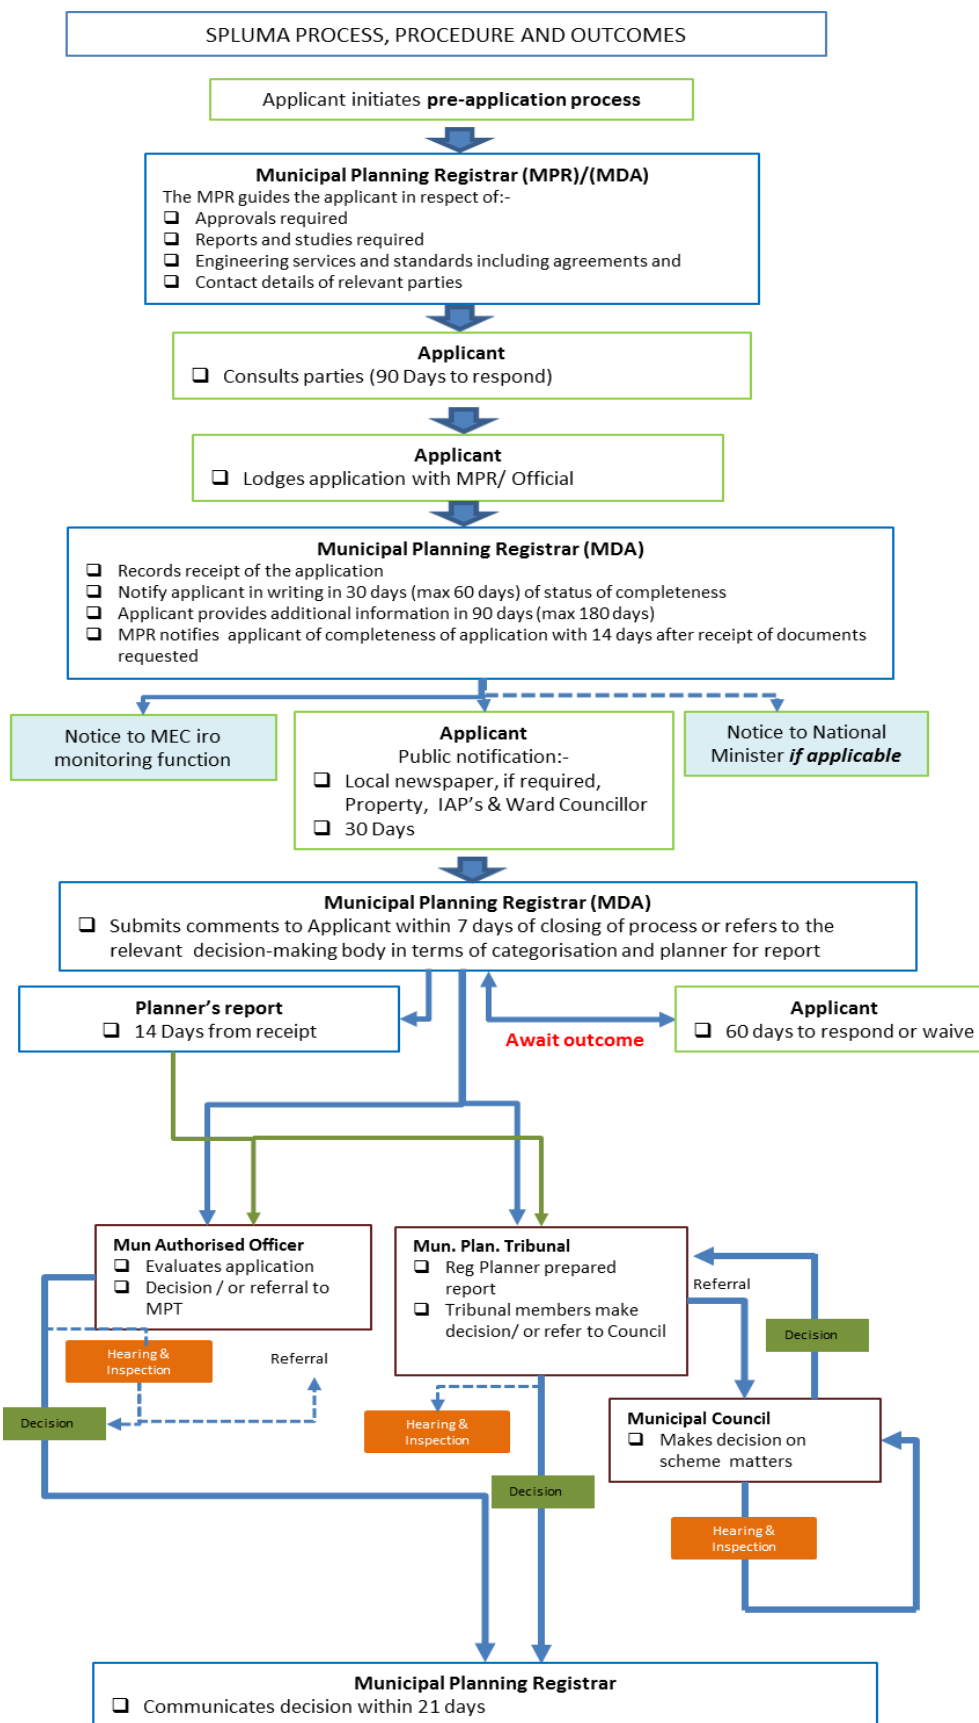 SPLUMA PROCESS, PROCEDURE AND OUTCOMES
Applicant initiates pre-application process
Municipal Planning Registrar (MPR)/(MDA)
The MPR guides the applicant in respect of:-
❑ Approvals required
❑ Reports and studies required
❑ Engineering services and standards including agreements and
❑ Contact details of relevant parties
Applicant
❑ Consults parties (90 Days to respond)
Applicant
❑ Lodges application with MPR/ Official
Municipal Planning Registrar (MDA)
❑ Records receipt of the application
❑ Notify applicant in writing in 30 days (max 60 days) of status of completeness
❑ Applicant provides additional information in 90 days (max 180 days)
❑ MPR notifies applicant of completeness of application with 14 days after receipt of documents
requested
Notice to MEC iro
monitoring function
Applicant
Public notification:-
❑ Local newspaper, if required,
Property, IAP's & Ward Councillor
❑ 30 Days
Notice to National
Minister if applicable
Municipal Planning Registrar (MDA)
❑ Submits comments to Applicant within 7 days of closing of process or refers to the
relevant decision-making body in terms of categorisation and planner for report
Planner's report
❑ 14 Days from receipt
Await outcome
Applicant
❑ 60 days to respond or waive
Mun Authorised Officer
❑ Evaluates application
❑ Decision / or referral to
MPT
Mun. Plan. Tribunal
❑ Reg Planner prepared
report
❑ Tribunal members make
decision/ or refer to Council
Referral
Decision
Hearing &
Inspection
Referral
Decision
Hearing &
Inspection
Municipal Council
❑ Makes decision on
scheme matters
Decision
Hearing &
Inspection
Municipal Planning Registrar
❑ Communicates decision within 21 days